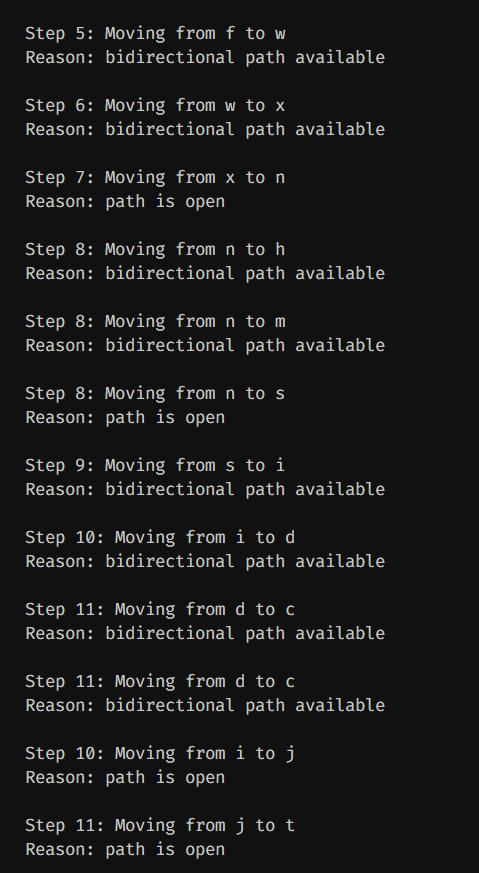 Step 5: Moving from f to w
Reason: bidirectional path available
Step 6: Moving from w to x
Reason: bidirectional path available
Step 7: Moving from x to n
Reason: path is open
Step 8: Moving from n to h
Reason: bidirectional path available
Step 8: Moving from n to m
Reason: bidirectional path available
Step 8: Moving from n to s
Reason: path is open
Step 9: Moving from s to i
Reason: bidirectional path available
Step 10: Moving from i to d
Reason: bidirectional path available
Step 11: Moving from d to c
Reason: bidirectional path available
Step 11: Moving from d to c
Reason: bidirectional path available
Step 10: Moving from i to j
Reason: path is open
Step 11: Moving from j to t
Reason: path is open